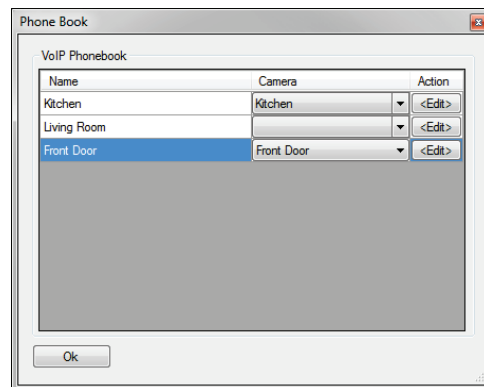 Phone Book
VoIP Phonebook
Name Camera Action
Kitchen Kitchen <Edit>
Living Room <Edit>
Front Door Front Door <Edit>
Ok